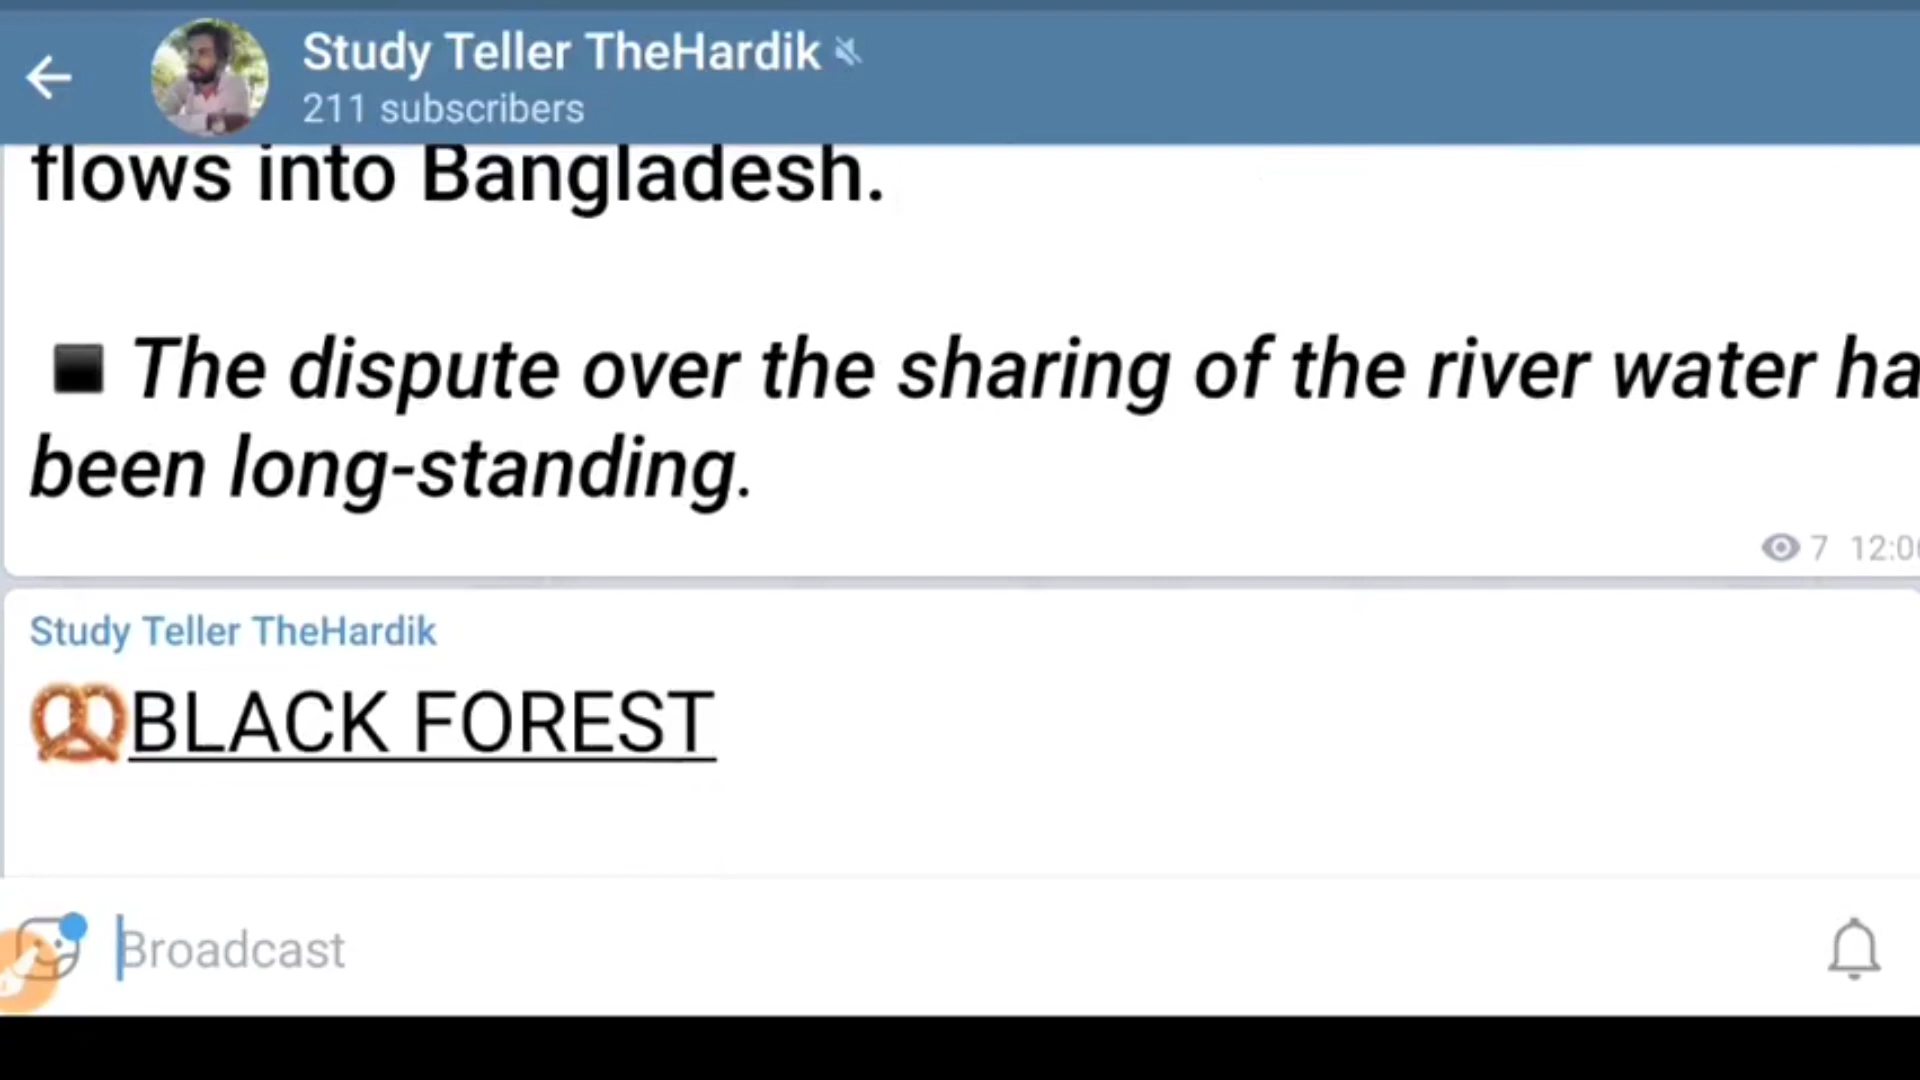 Study Teller TheHardik
211 subscribers
flows into Bangladesh.
The dispute over the sharing of the river water ha
been long-standing.
7 12:0
Study Teller TheHardik
BLACK FOREST
Broadcast